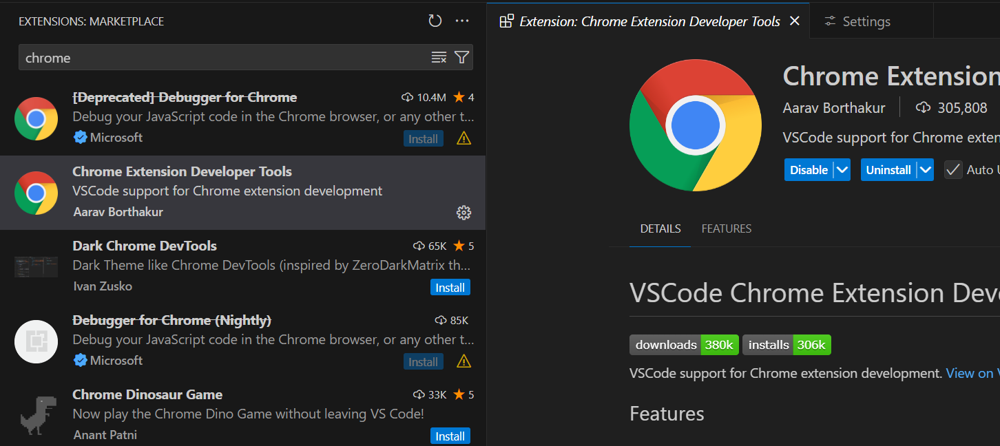 EXTENSIONS: MARKETPLACE
chrome
[Deprecated] Debugger for Chrome 10.4M 4
Debug your JavaScript code in the Chrome browser, or any other t...
Microsoft Install
Chrome Extension Developer Tools
VSCode support for Chrome extension development
Aarav Borthakur
Dark Chrome DevTools 65K 5
Dark Theme like Chrome DevTools (inspired by ZeroDarkMatrix th...
Ivan Zusko Install
Debugger for Chrome (Nightly) 85K
Debug your JavaScript code in the Chrome browser, or any other t...
Microsoft Install
Chrome Dinosaur Game 33K 5
Now play the Chrome Dino Game without leaving VS Code!
Anant Patni Install
Extension: Chrome Extension Developer Tools Settings
Chrome Extension
Aarav Borthakur 305,808
VSCode support for Chrome exten
Disable Uninstall Auto U
DETAILS FEATURES
VSCode Chrome Extension Deve
downloads 380k installs 306k
VSCode support for Chrome extension development. View on V
Features